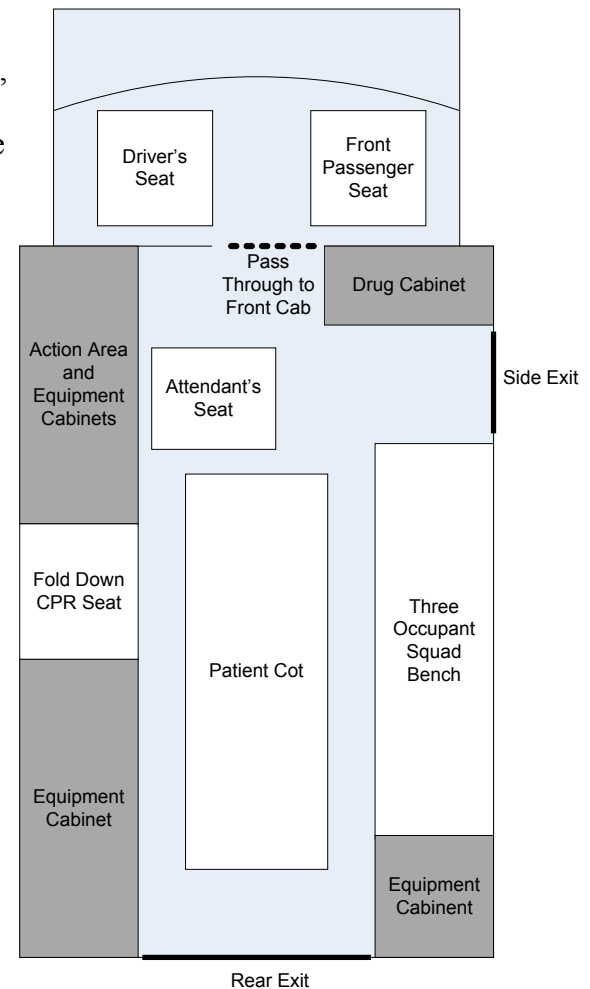 ,
e
Driver's
Seat
Front
Passenger
Seat
Pass
Through to
Front Cab
Drug Cabinet
Action Area
and
Equipment
Cabinets
Attendant's
Seat
Side Exit
Fold Down
CPR Seat
Three
Occupant
Squad
Bench
Patient Cot
Equipment
Cabinet
Equipment
Cabinent
Rear Exit